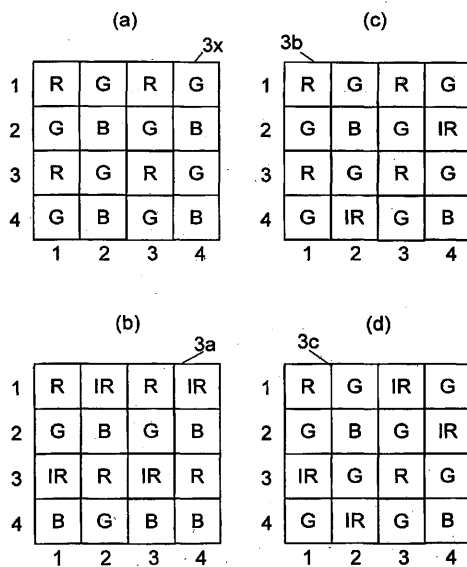 (a)
3x
1 R G R G
2 G B G B
3 R G R G
4 G B G B
1 2 3 4
(c)
3b
1 R G R G
2 G B G IR
3 R G R G
4 G IR G B
1 2 3 4
(b)
3a
1 R IR R IR
2 G B G B
3 IR R IR R
4 B G B B
1 2 3 4
(d)
3c
1 R G IR G
2 G B G IR
3 IR G R G
4 G IR G B
1 2 3 4